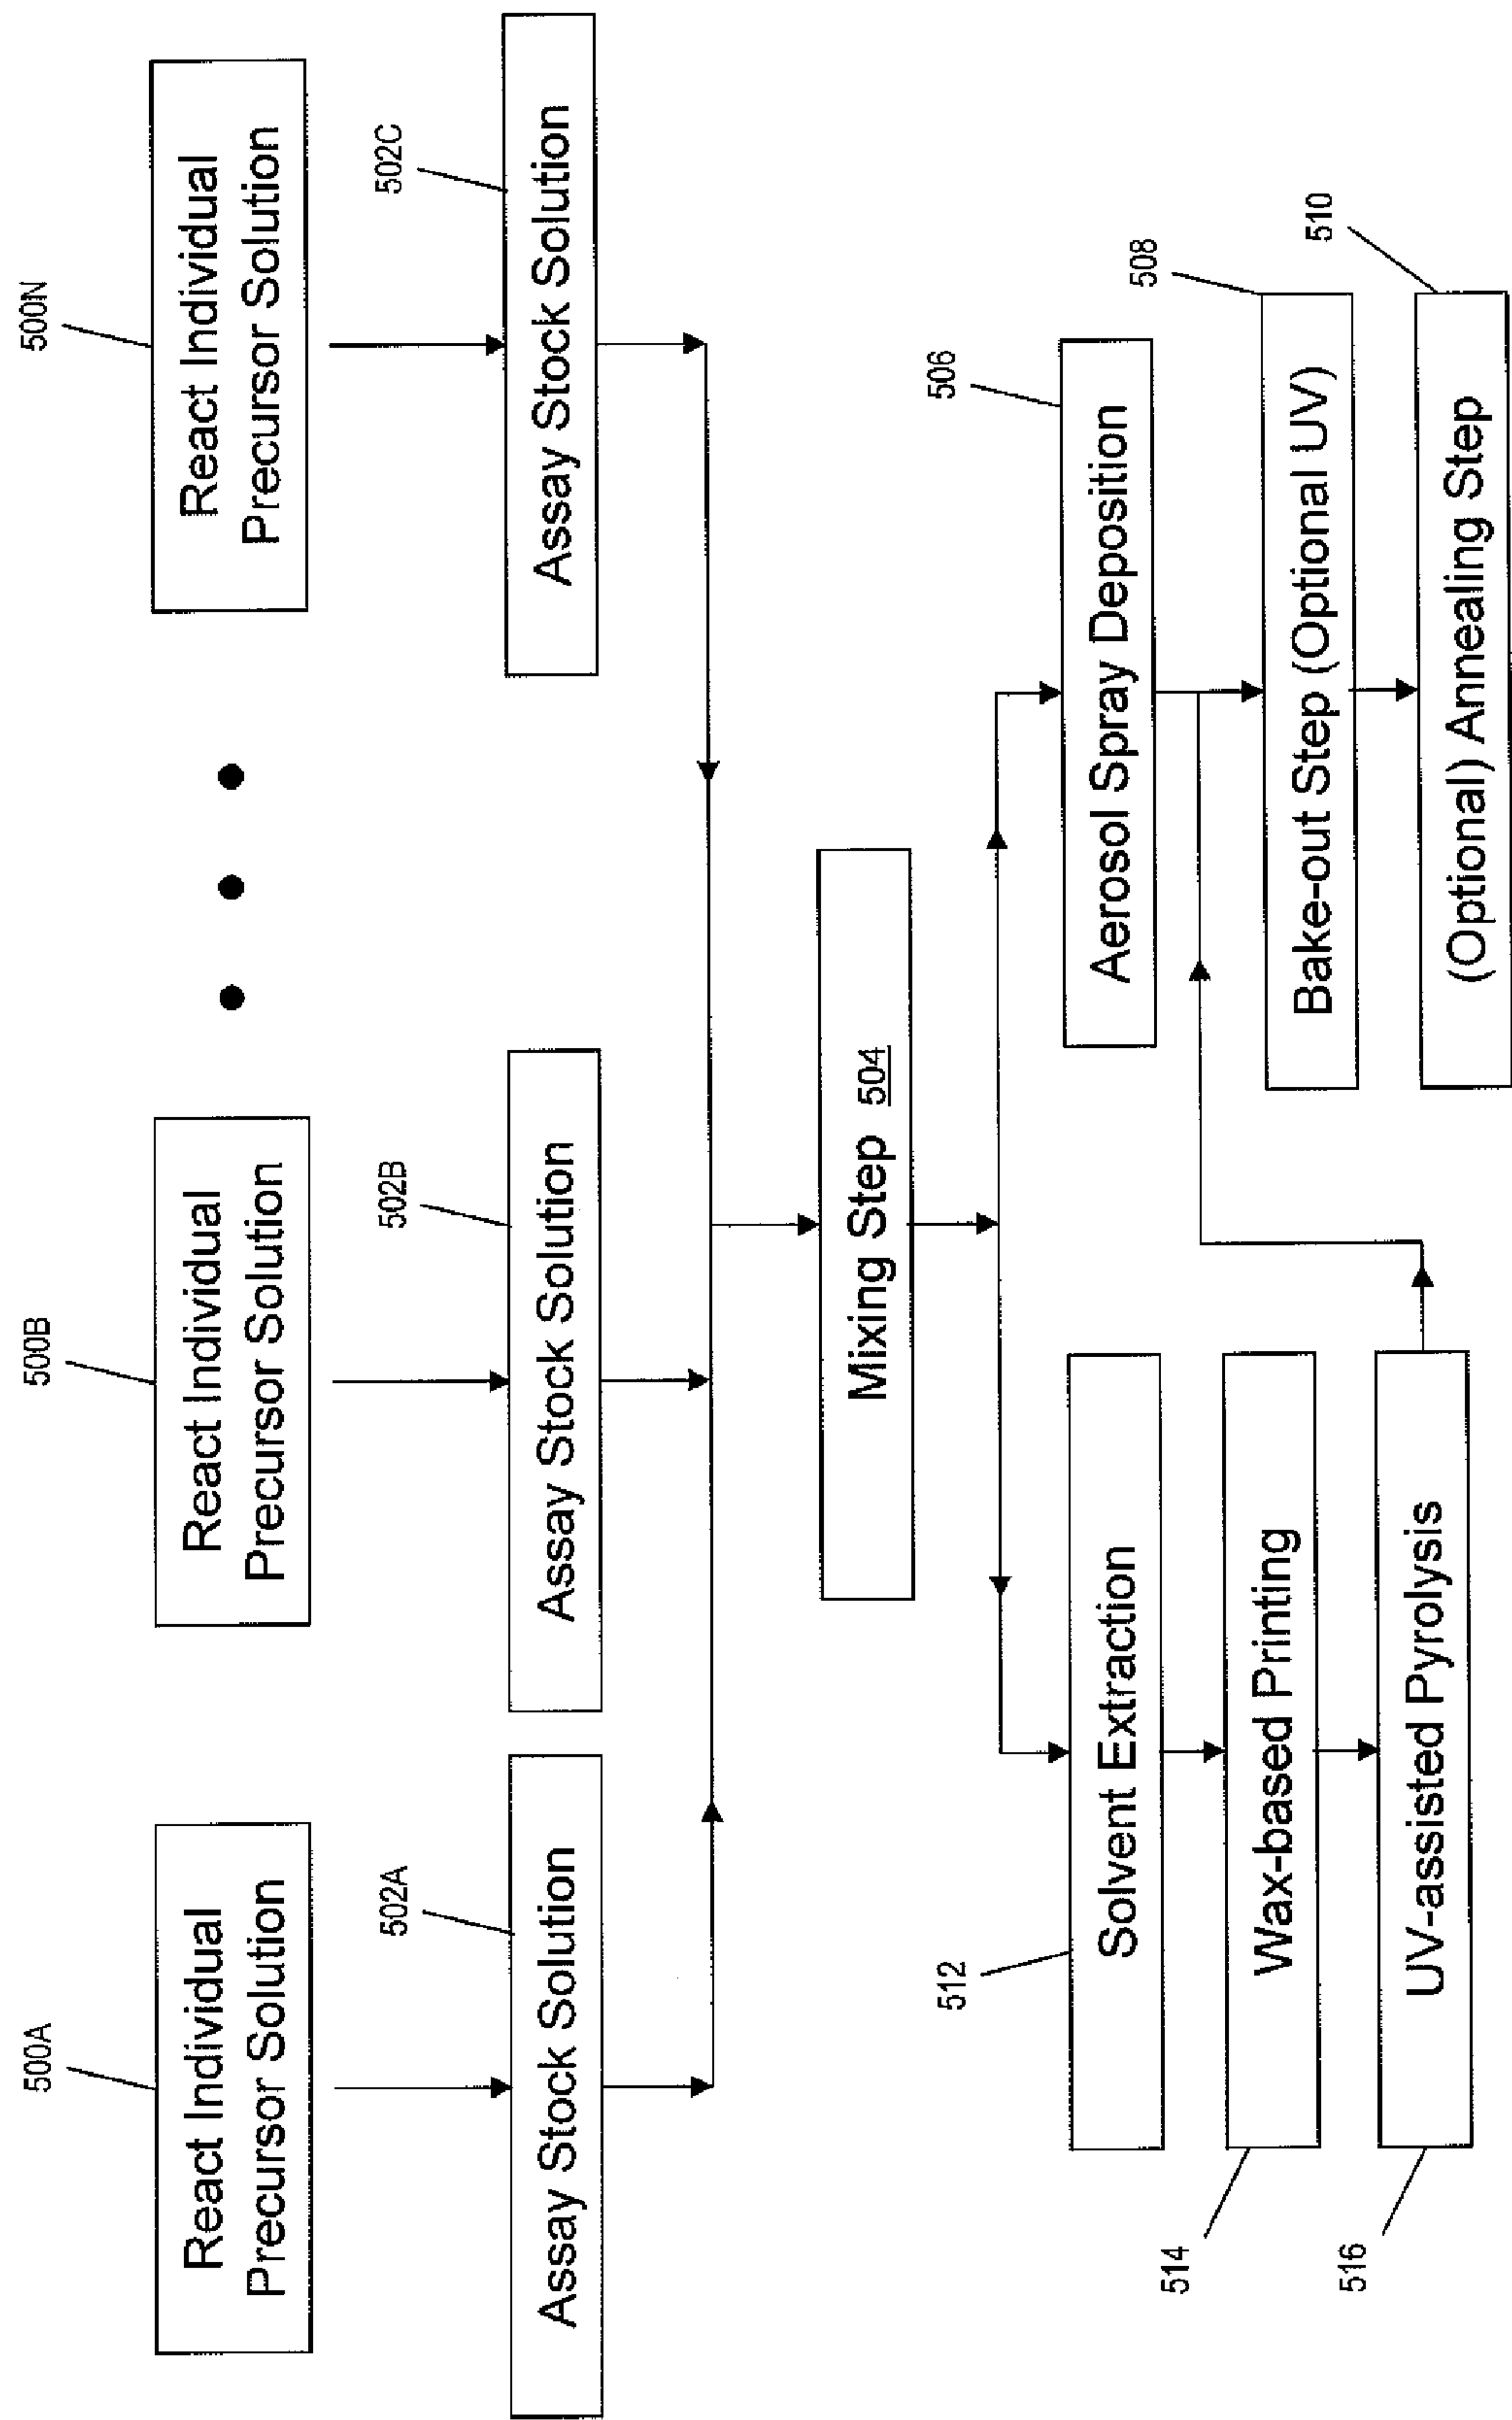 500A
500B
500N
React Individual
Precursor Solution
React Individual
Precursor Solution
React Individual
Precursor Solution
502A
502B
502C
Assay Stock Solution
Assay Stock Solution
Assay Stock Solution
Mixing Step 504
512
506
Solvent Extraction
Aerosol Spray Deposition
514
508
Wax-based Printing
Bake-out Step (Optional UV)
516
510
UV-assisted Pyrolysis
(Optional) Annealing Step